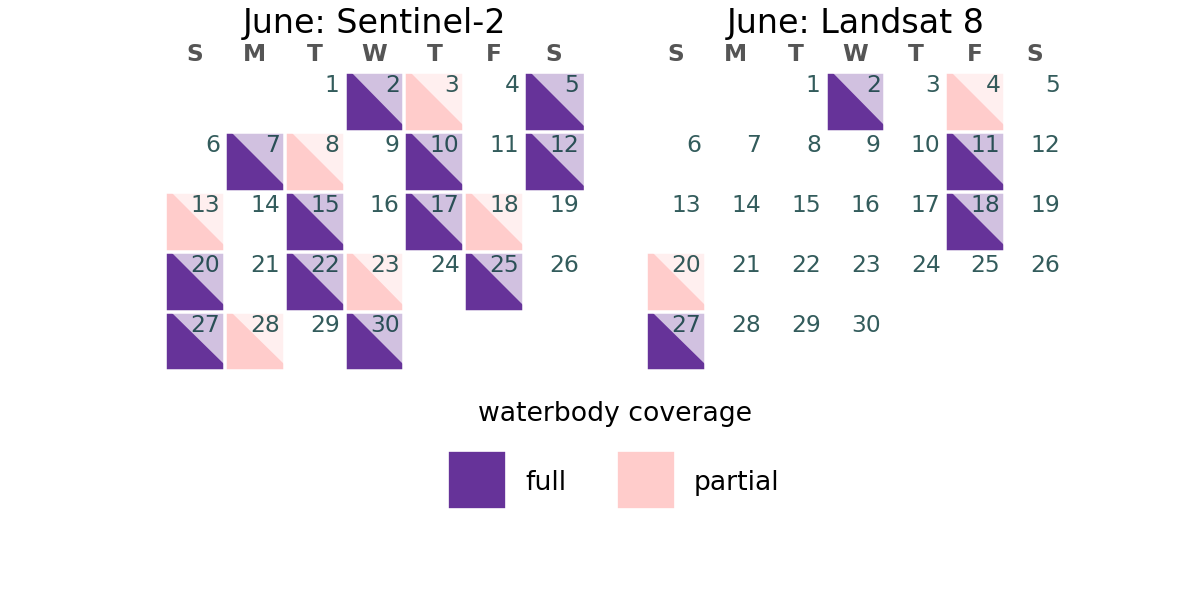 June: Sentinel-2
S M T W T F S
1 2 3 4 5
6 7 8 9 10 11 12
13 14 15 16 17 18 19
20 21 22 23 24 25 26
27 28 29 30
June: Landsat 8
S M T W T F S
1 2 3 4 5
6 7 8 9 10 11 12
13 14 15 16 17 18 19
20 21 22 23 24 25 26
27 28 29 30
waterbody coverage
full partial